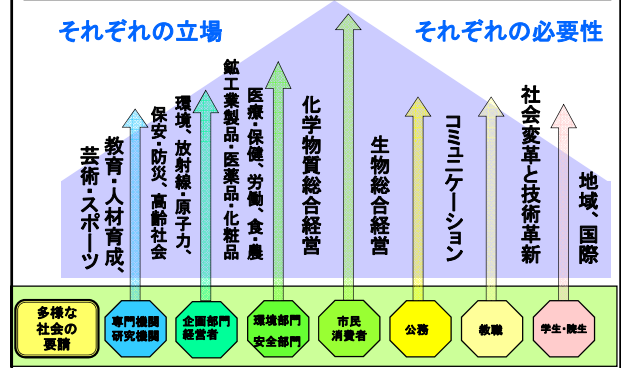 それぞれの立場
それぞれの必要性
芸術・スポーツ
教育・人材育成、
保安・防災、高齢社会
環境、放射線・原子力、
鉱工業製品・医薬品・化粧品
医療・保健、労働、食・農
化学物質総合経営
生物総合経営
コミュニケーション
社会変革と技術革新
地域、国際
多様な
社会の
要請
専門機関
研究機関
企画部門
経営者
環境部門
安全部門
市民
消費者
公務
教職
学生・院生